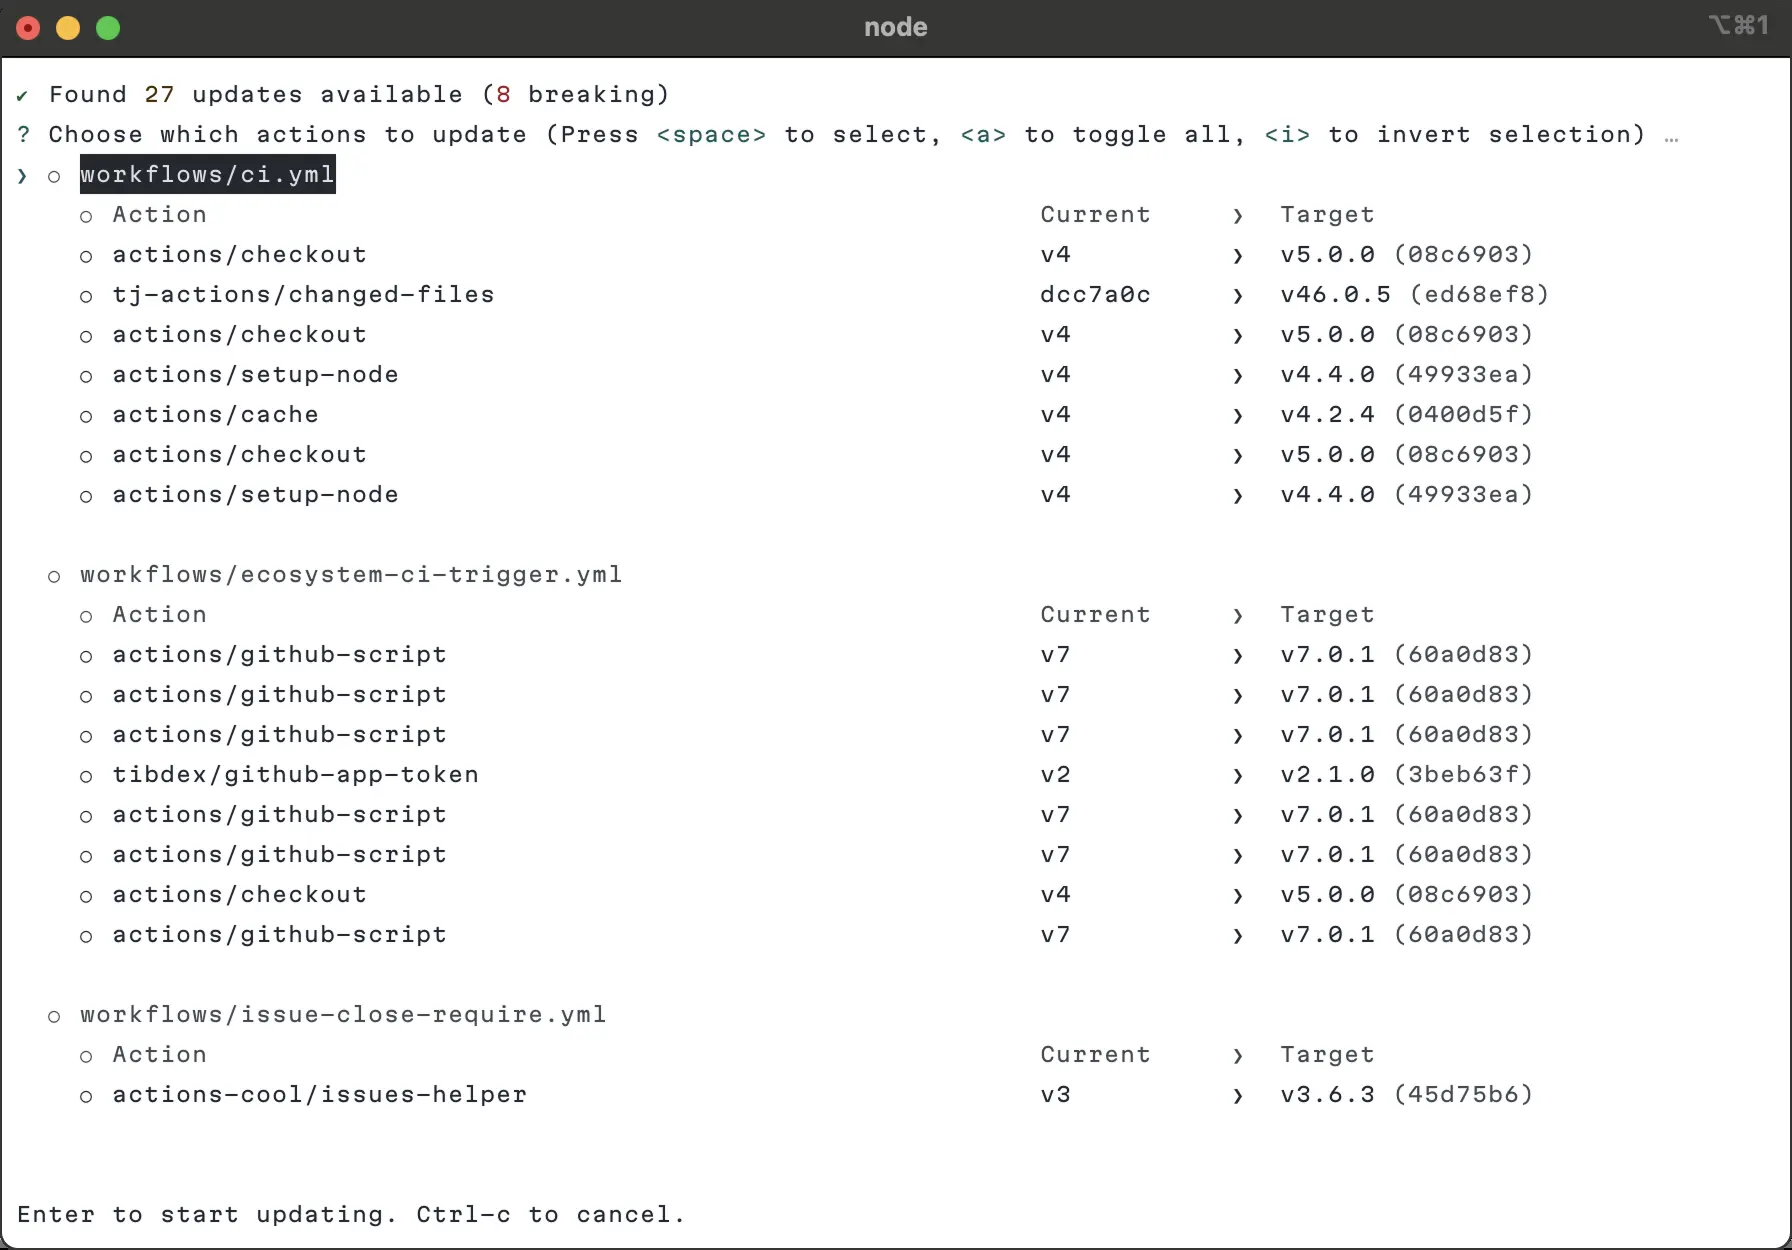 node ⌥⌘1
✔ Found 27 updates available (8 breaking)
? Choose which actions to update (Press <space> to select, <a> to toggle all, <i> to invert selection) …
❯ ○ workflows/ci.yml
○ Action Current ❯ Target
○ actions/checkout v4 ❯ v5.0.0 (08c6903)
○ tj-actions/changed-files dcc7a0c ❯ v46.0.5 (ed68ef8)
○ actions/checkout v4 ❯ v5.0.0 (08c6903)
○ actions/setup-node v4 ❯ v4.4.0 (49933ea)
○ actions/cache v4 ❯ v4.2.4 (0400d5f)
○ actions/checkout v4 ❯ v5.0.0 (08c6903)
○ actions/setup-node v4 ❯ v4.4.0 (49933ea)
○ workflows/ecosystem-ci-trigger.yml
○ Action Current ❯ Target
○ actions/github-script v7 ❯ v7.0.1 (60a0d83)
○ actions/github-script v7 ❯ v7.0.1 (60a0d83)
○ actions/github-script v7 ❯ v7.0.1 (60a0d83)
○ tibdex/github-app-token v2 ❯ v2.1.0 (3beb63f)
○ actions/github-script v7 ❯ v7.0.1 (60a0d83)
○ actions/github-script v7 ❯ v7.0.1 (60a0d83)
○ actions/checkout v4 ❯ v5.0.0 (08c6903)
○ actions/github-script v7 ❯ v7.0.1 (60a0d83)
○ workflows/issue-close-require.yml
○ Action Current ❯ Target
○ actions-cool/issues-helper v3 ❯ v3.6.3 (45d75b6)
Enter to start updating. Ctrl-c to cancel.